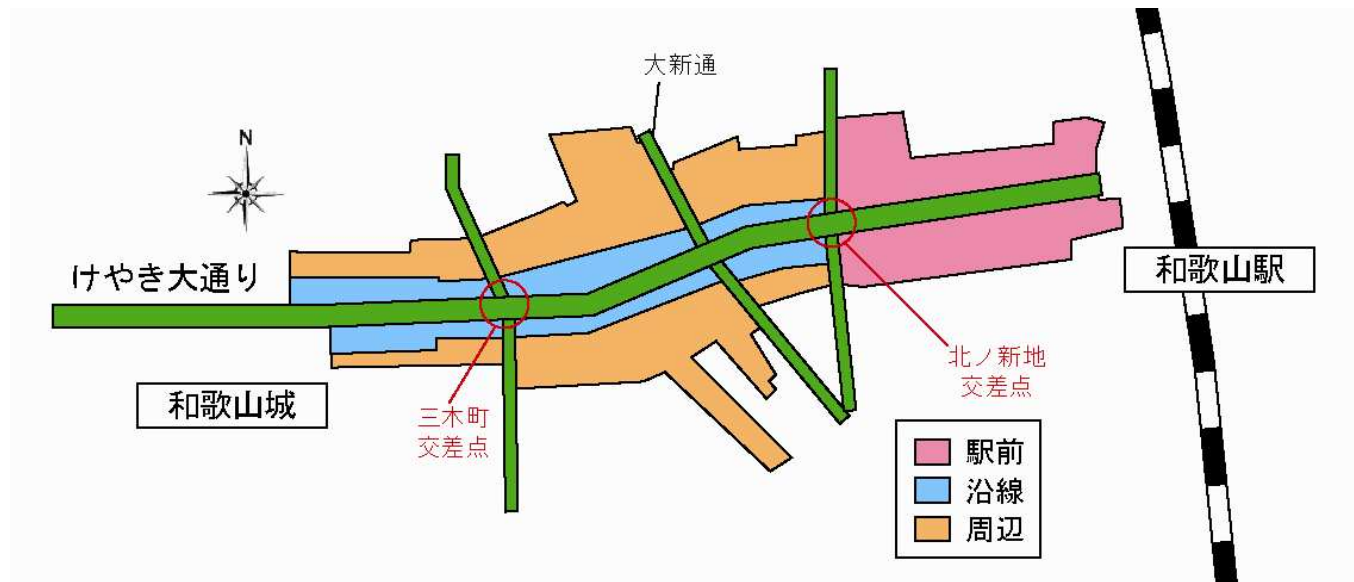 大新通
N
けやき大通り
和歌山駅
和歌山城
三木町
交差点
北ノ新地
交差点
駅前
沿線
周辺